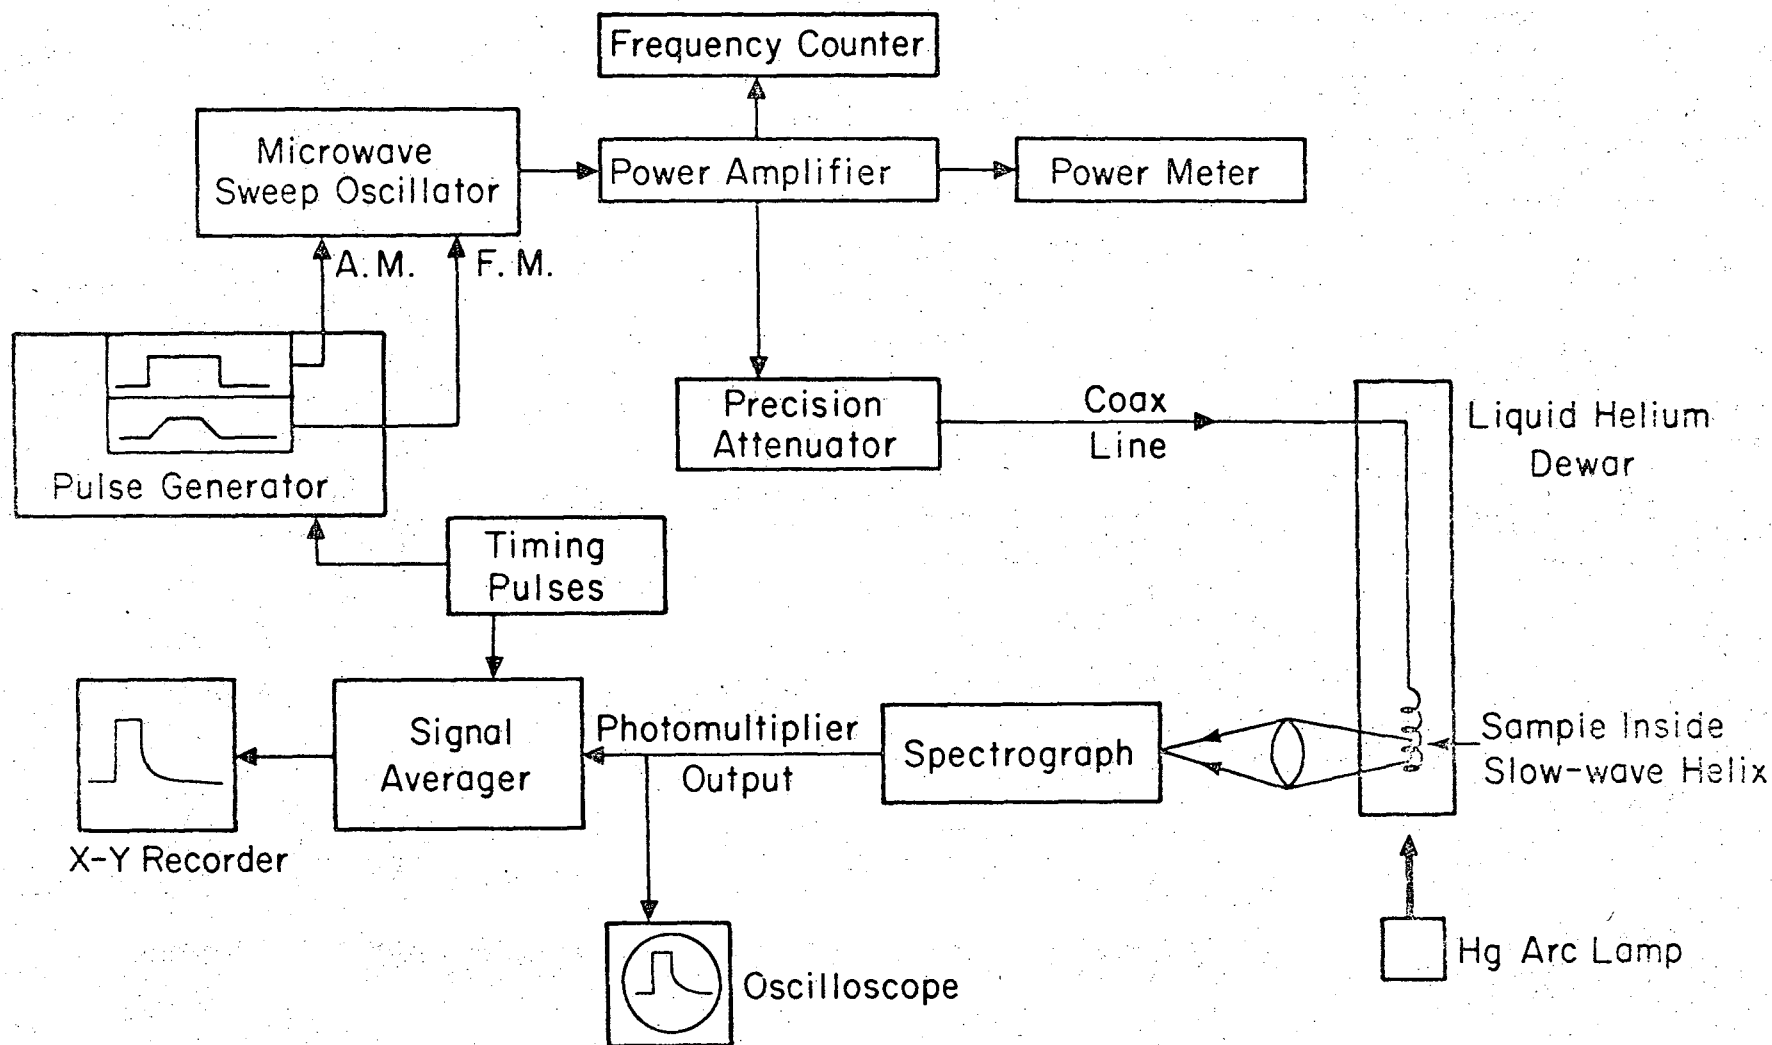 Frequency Counter
Microwave
Sweep Oscillator
Power Amplifier
Power Meter
A.M.
F.M.
Pulse Generator
Precision
Attenuator
Coax
Line
Liquid Helium
Dewar
Timing
Pulses
Signal
Averager
Photomultiplier
Output
Spectrograph
Sample Inside
Slow-wave Helix
X-Y Recorder
Oscilloscope
Hg Arc Lamp